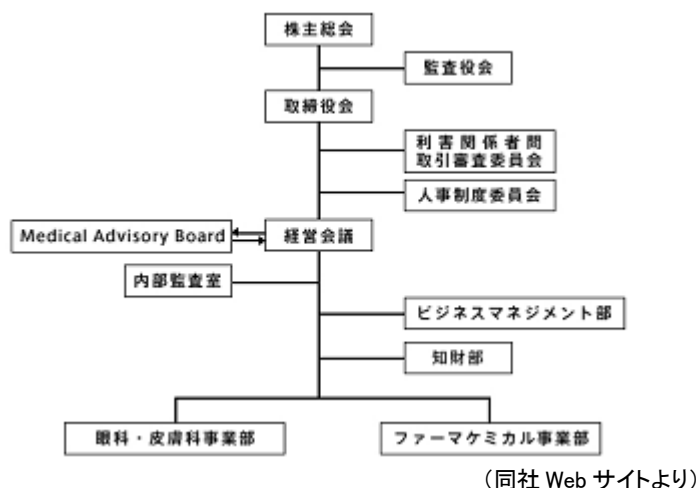 株主総会
監査役会
取締役会
利害関係者間
取引審査委員会
人事制度委員会
Medical Advisory Board
経営会議
内部監査室
ビジネスマネジメント部
知財部
眼科・皮膚科事業部
ファーマケミカル事業部
(同社 Web サイトより)